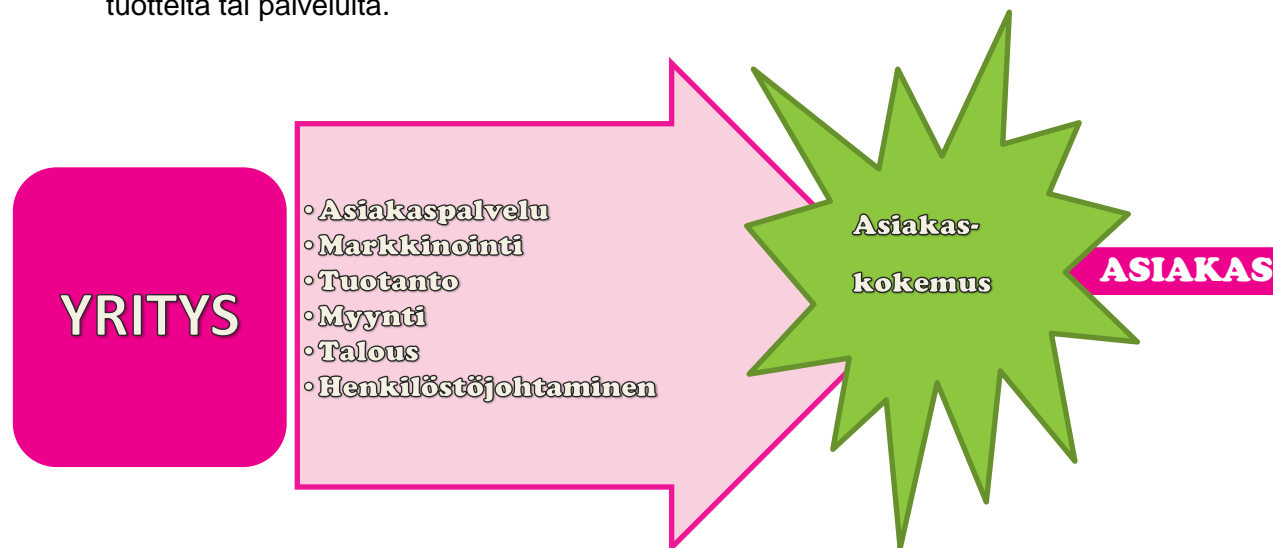 tuotteita tai palveluita.
YRITYS
•Asiakaspalvelu
•Markkinointi
•Tuotanto
•Myynti
•Talous
•Henkilöstöjohtaminen
Asiakas-
kokemus
ASIAKAS